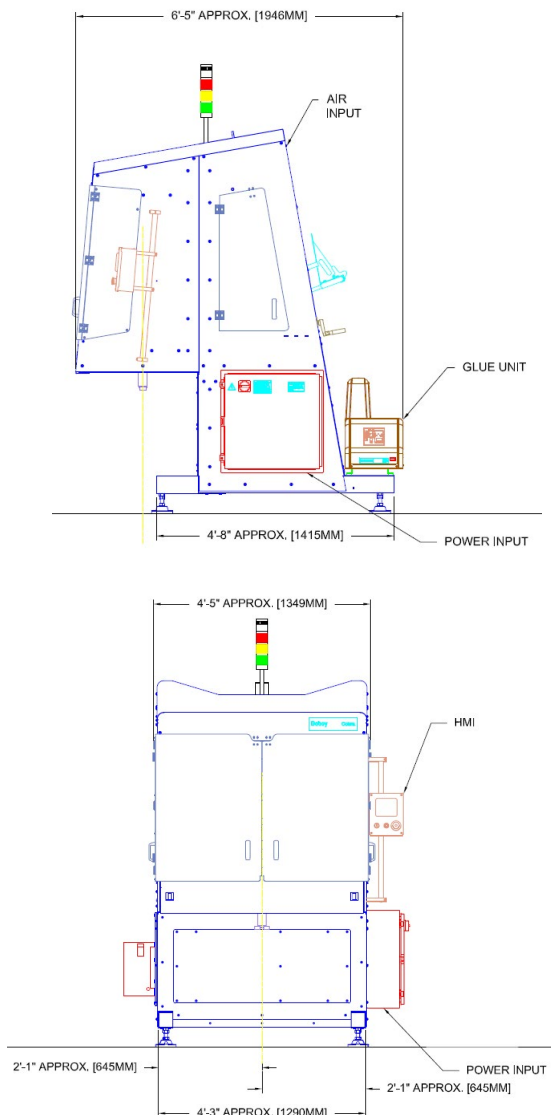 6'-5" APPROX. [1946MM]
AIR
INPUT
GLUE UNIT
4'-8" APPROX. [1415MM]
POWER INPUT
4'-5" APPROX. [1349MM]
HMI
2'-1" APPROX. [645MM]
POWER INPUT
2'-1" APPROX. [645MM]
4'-3" APPROX. [1290MM]